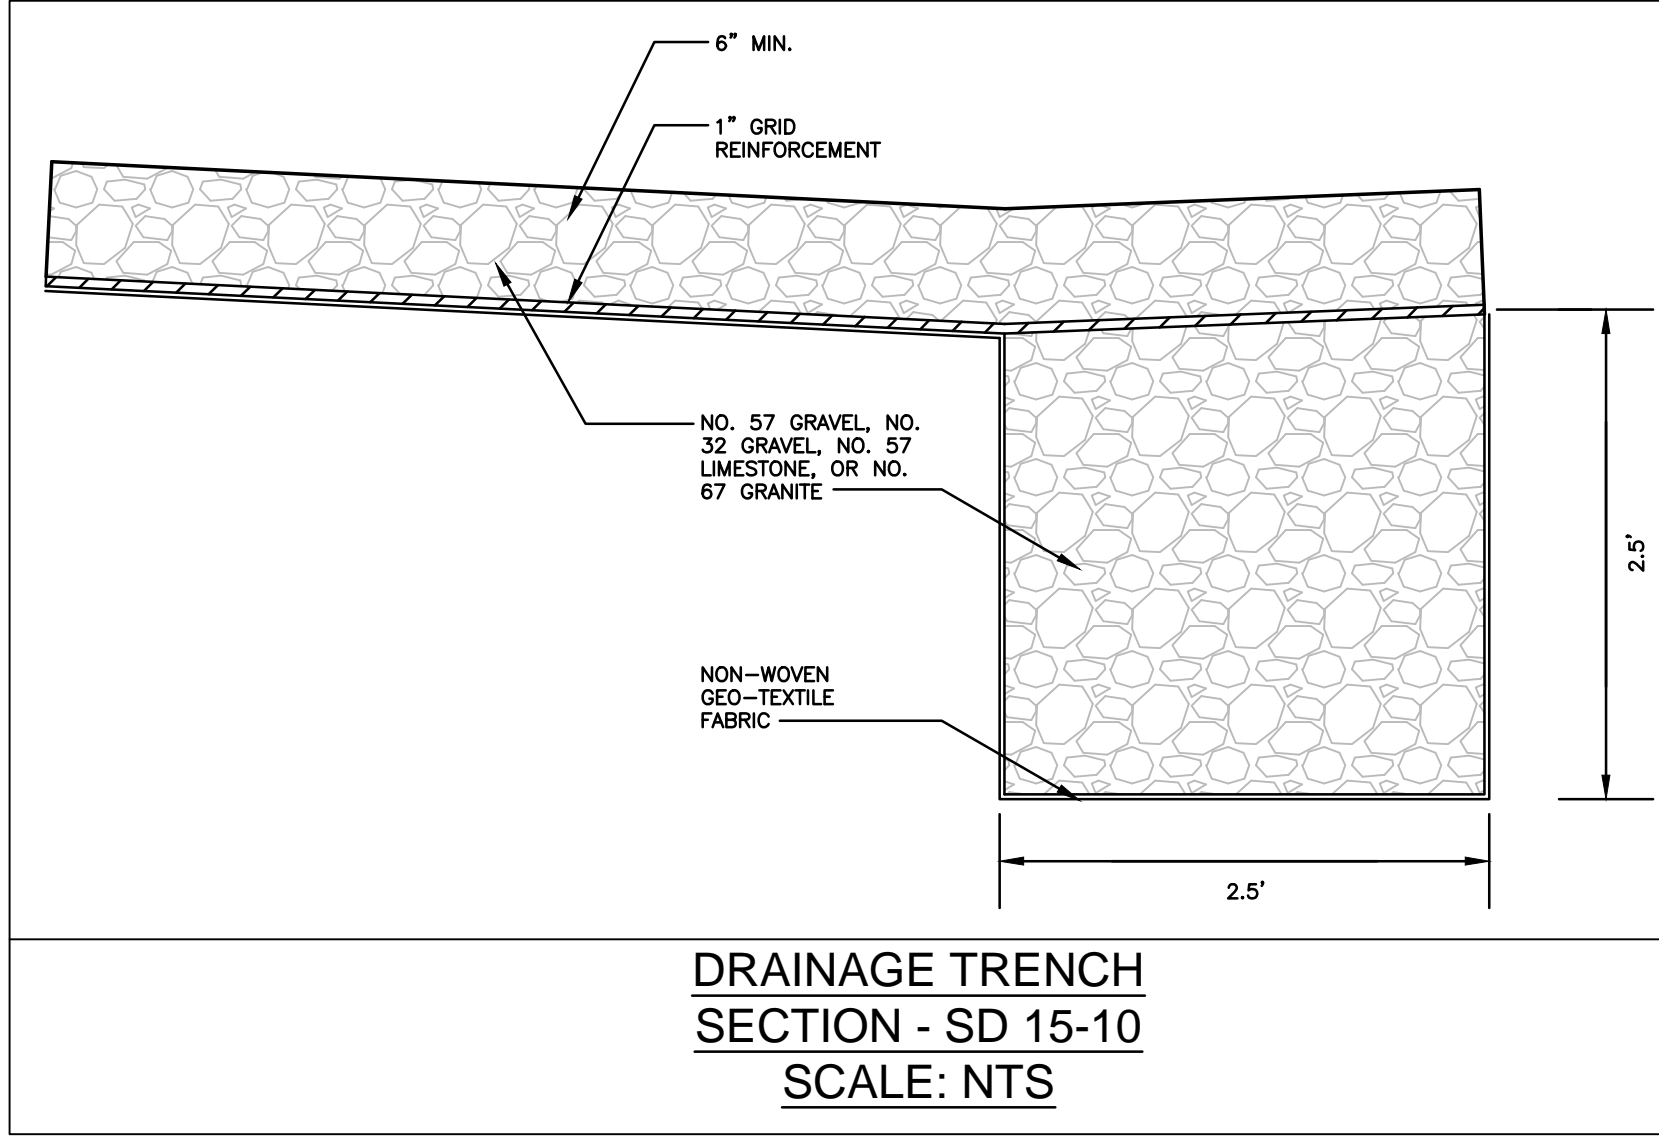 6” MIN.
1” GRID
REINFORCEMENT
NO. 57 GRAVEL, NO.
32 GRAVEL, NO. 57
LIMESTONE, OR NO.
67 GRANITE
NON-WOVEN
GEO-TEXTILE
FABRIC
2.5'
2.5'
DRAINAGE TRENCH
SECTION - SD 15-10
SCALE: NTS